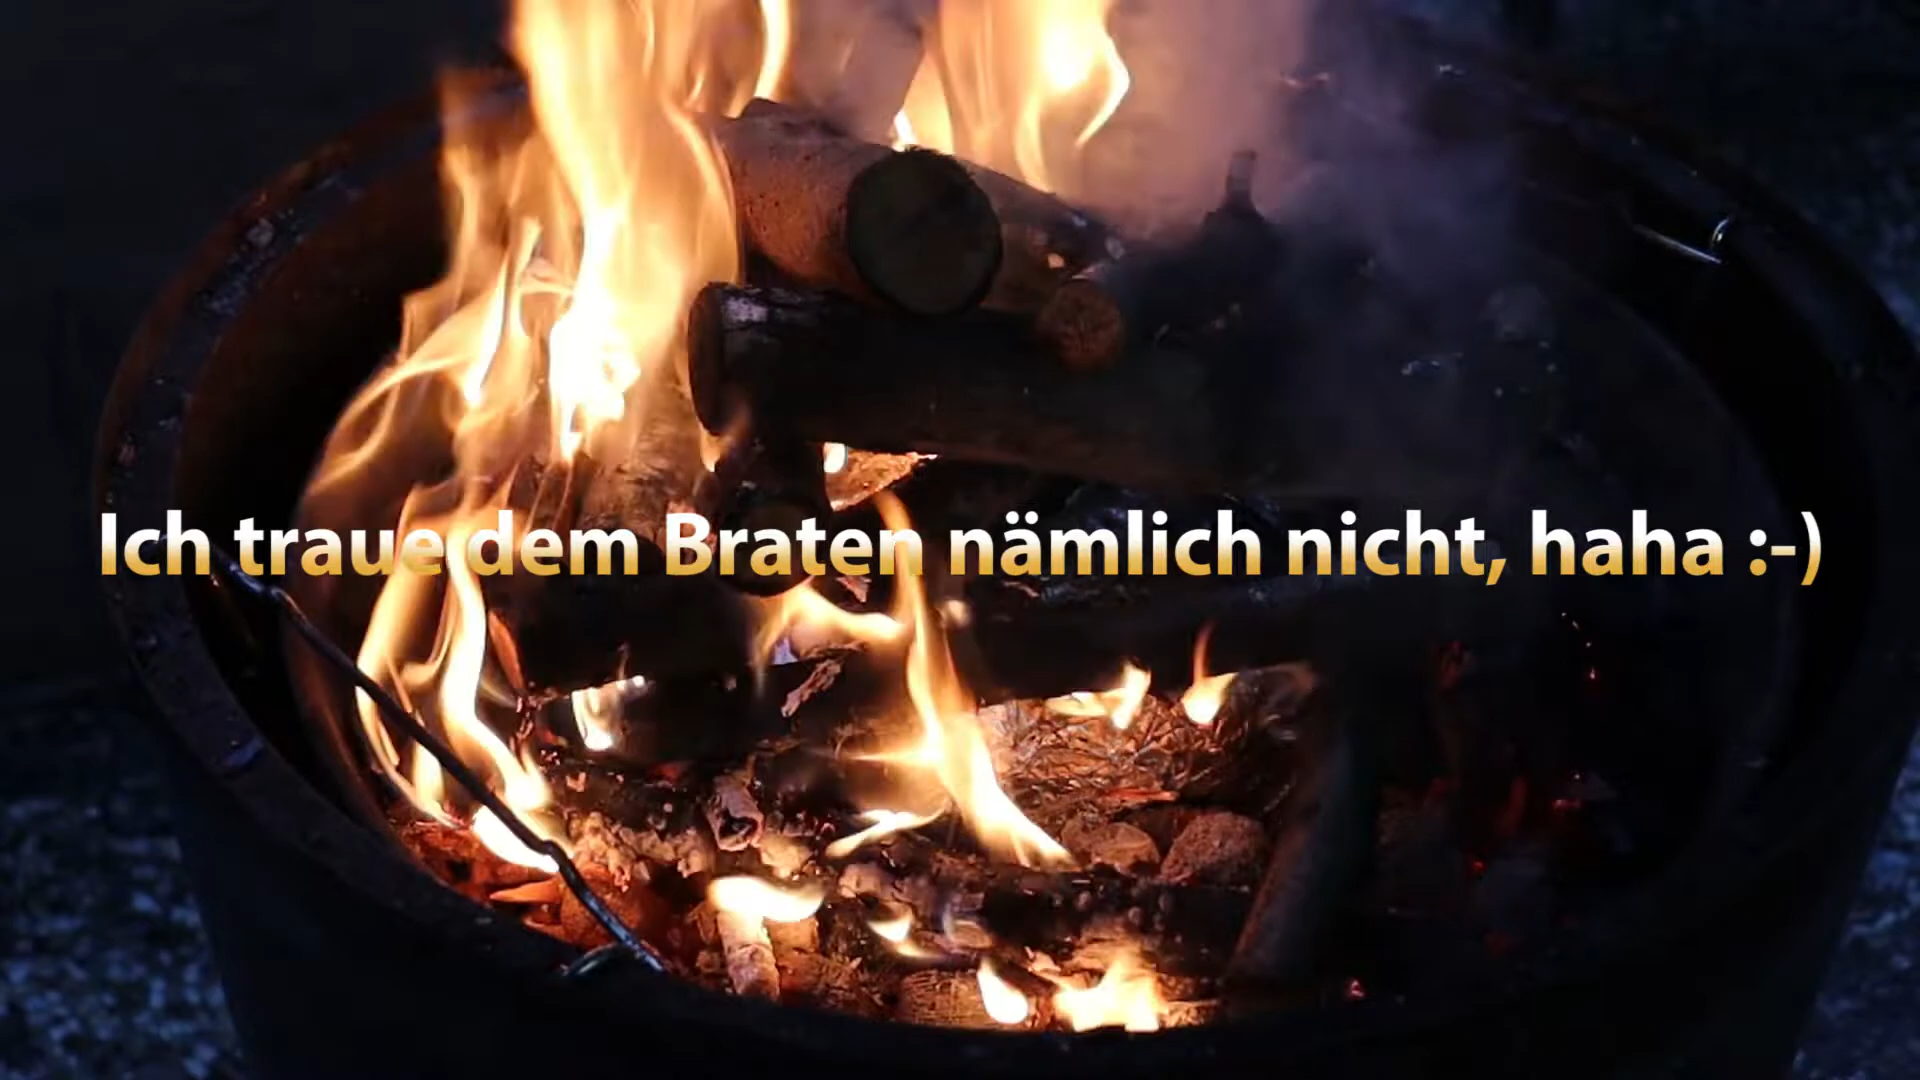 Ich traue dem Braten nämlich nicht, haha :-)